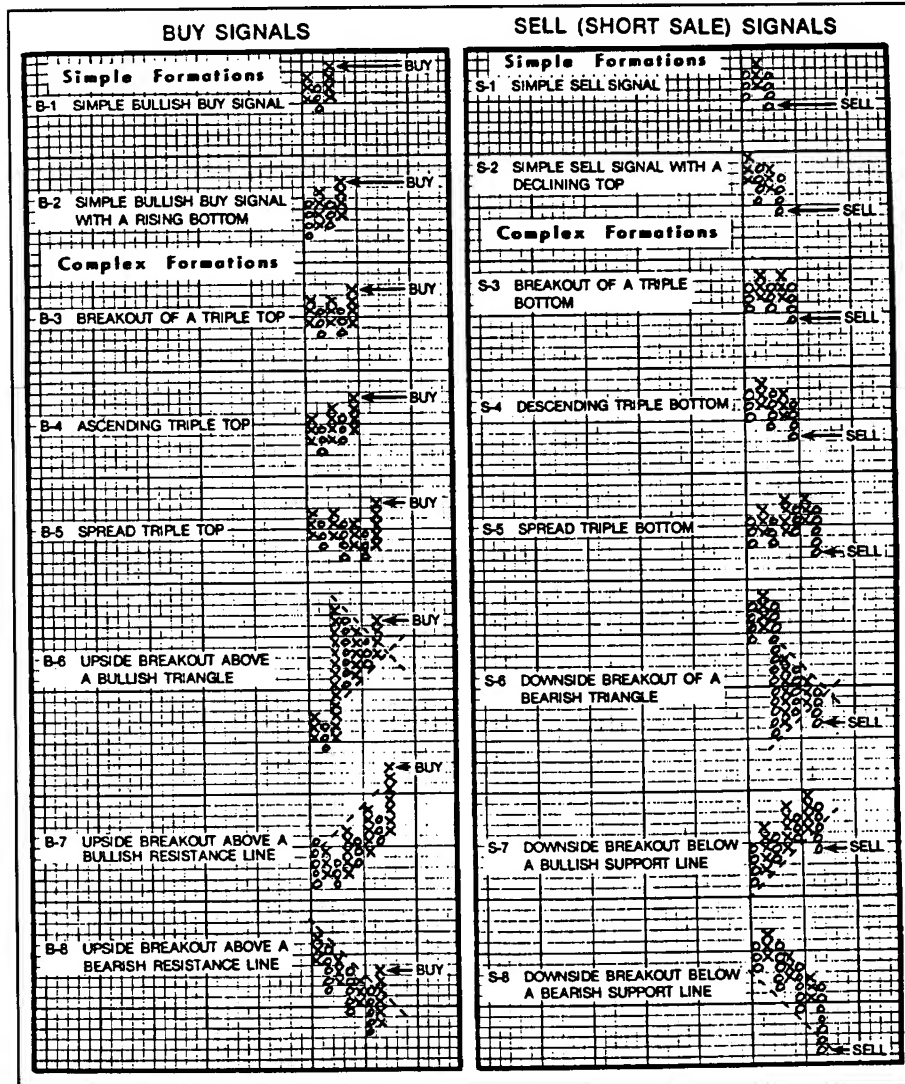 BUY SIGNALS
Simple Formations
BUY
B-1 SIMPLE BULLISH BUY SIGNAL
BUY
B-2 SIMPLE BULLISH BUY SIGNAL
WITH A RISING BOTTOM
Complex Formations
BUY
B-3 BREAKOUT OF A TRIPLE TOP
BUY
B-4 ASCENDING TRIPLE TOP
BUY
B-5 SPREAD TRIPLE TOP
BUY
B-6 UPSIDE BREAKOUT ABOVE
A BULLISH TRIANGLE
BUY
B-7 UPSIDE BREAKOUT ABOVE A
BULLISH RESISTANCE LINE
B-8 UPSIDE BREAKOUT ABOVE A
BEARISH RESISTANCE LINE
BUY
SELL (SHORT SALE) SIGNALS
Simple Formations
S-1 SIMPLE SELL SIGNAL
SELL
S-2 SIMPLE SELL SIGNAL WITH A
DECLINING TOP
SELL
Complex Formations
S-3 BREAKOUT OF A TRIPLE
BOTTOM
SELL
S-4 DESCENDING TRIPLE BOTTOM
SELL
S-5 SPREAD TRIPLE BOTTOM
SELL
S-6 DOWNSIDE BREAKOUT OF A
BEARISH TRIANGLE
SELL
S-7 DOWNSIDE BREAKOUT BELOW
A BULLISH SUPPORT LINE
SELL
S-8 DOWNSIDE BREAKOUT BELOW
A BEARISH SUPPORT LINE
SELL